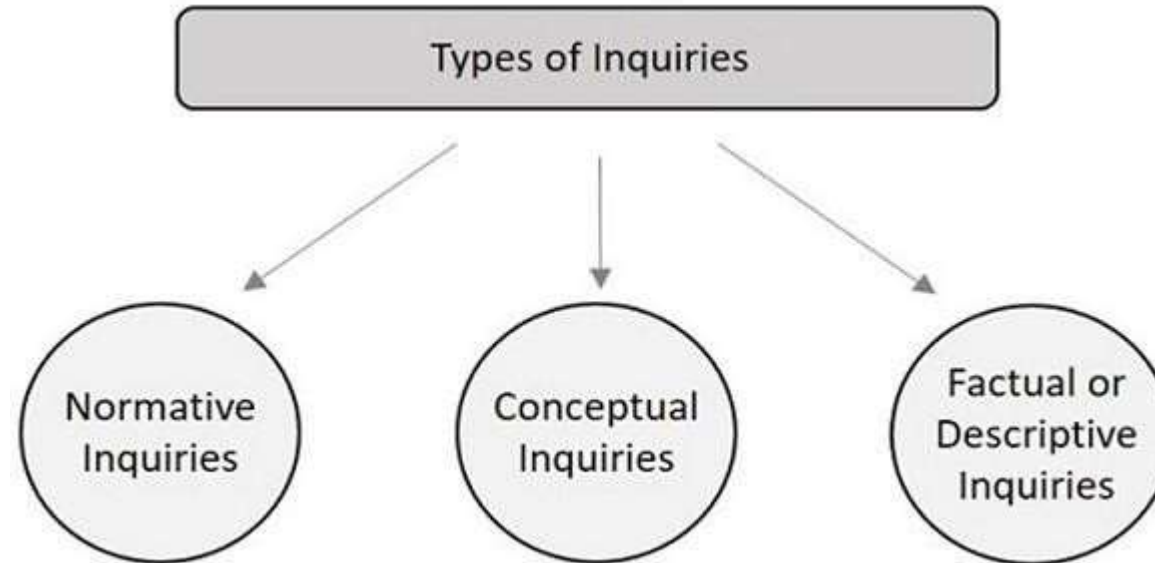 Types of Inquiries
Normative
Inquiries
Conceptual
Inquiries
Factual or
Descriptive
Inquiries